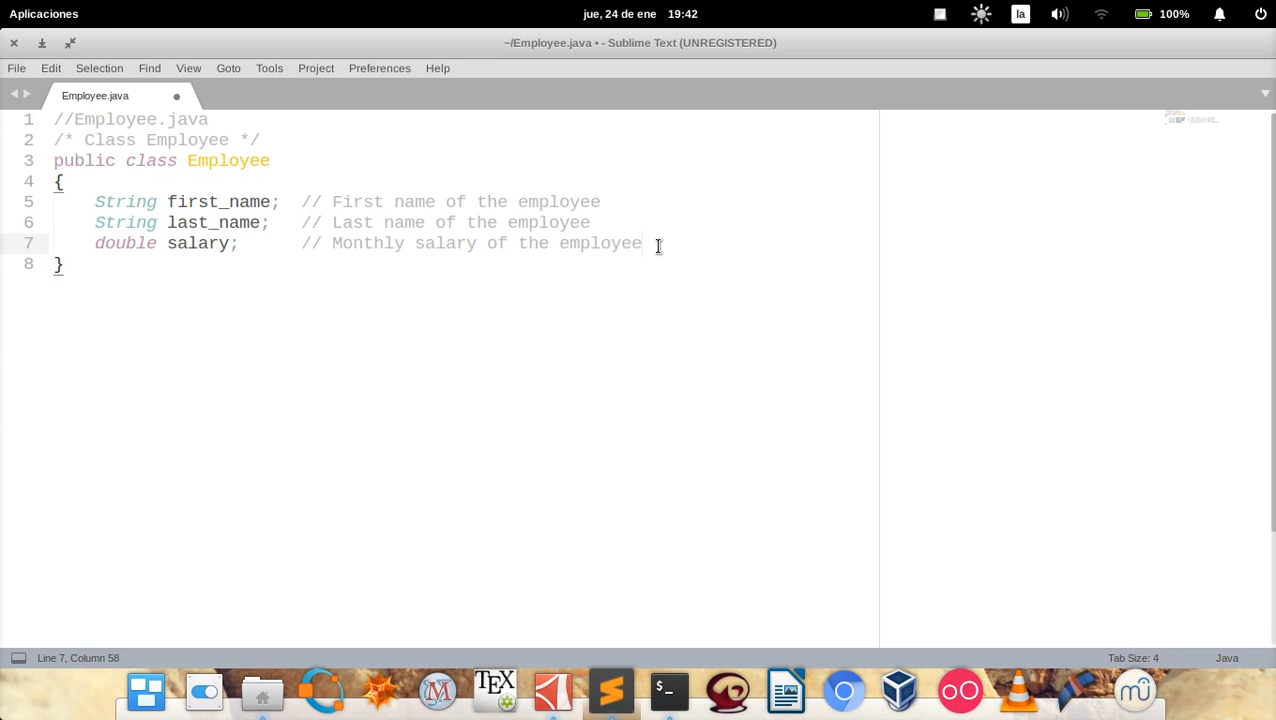 Aplicaciones
jue, 24 de ene 19:42
la
100%
~/Employee.java • - Sublime Text (UNREGISTERED)
File Edit Selection Find View Goto Tools Project Preferences Help
Employee.java
1 //Employee.java
2 /* Class Employee */
3 public class Employee
4 {
5 String first_name; // First name of the employee
6 String last_name; // Last name of the employee
7 double salary; // Monthly salary of the employee
8 }
Line 7, Column 58
Tab Size: 4
Java
TEX
>_